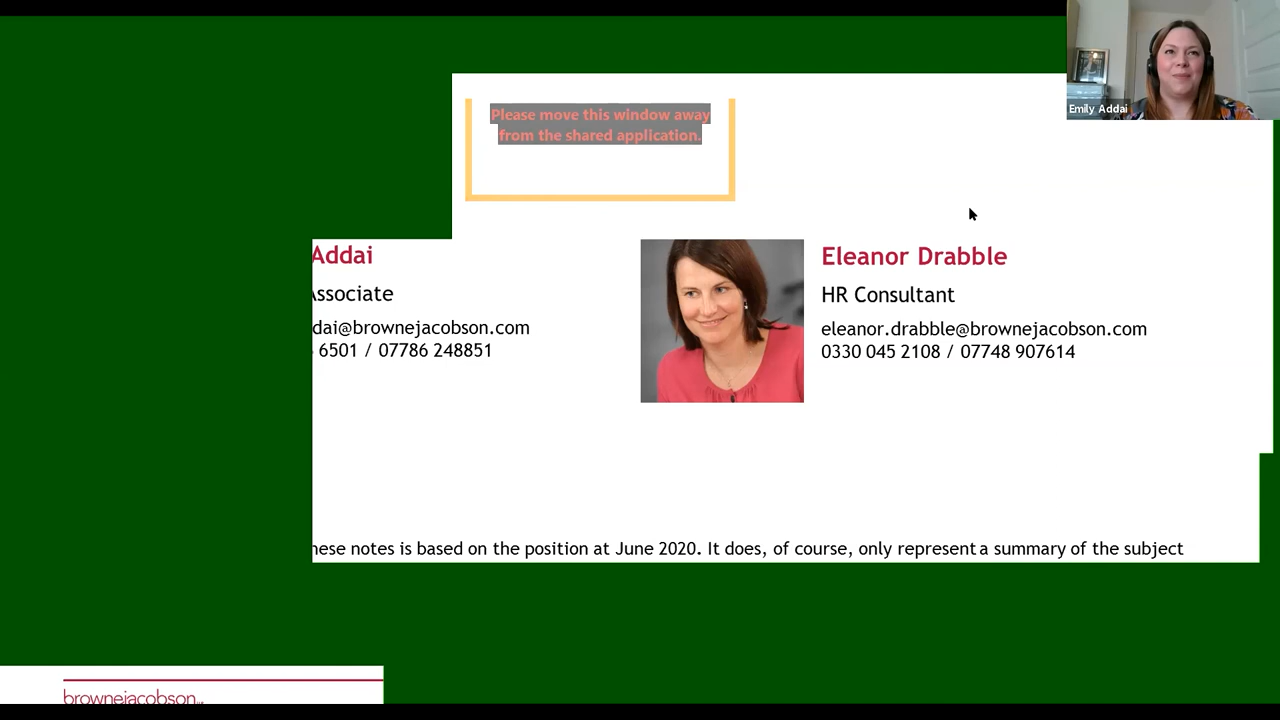 Emily Addai
Please move this window away
from the shared application.
Addai
Associate
dai@brownejacobson.com
6501 / 07786 248851
Eleanor Drabble
HR Consultant
eleanor.drabble@brownejacobson.com
0330 045 2108 / 07748 907614
hese notes is based on the position at June 2020. It does, of course, only represent a summary of the subject
brownejacobson